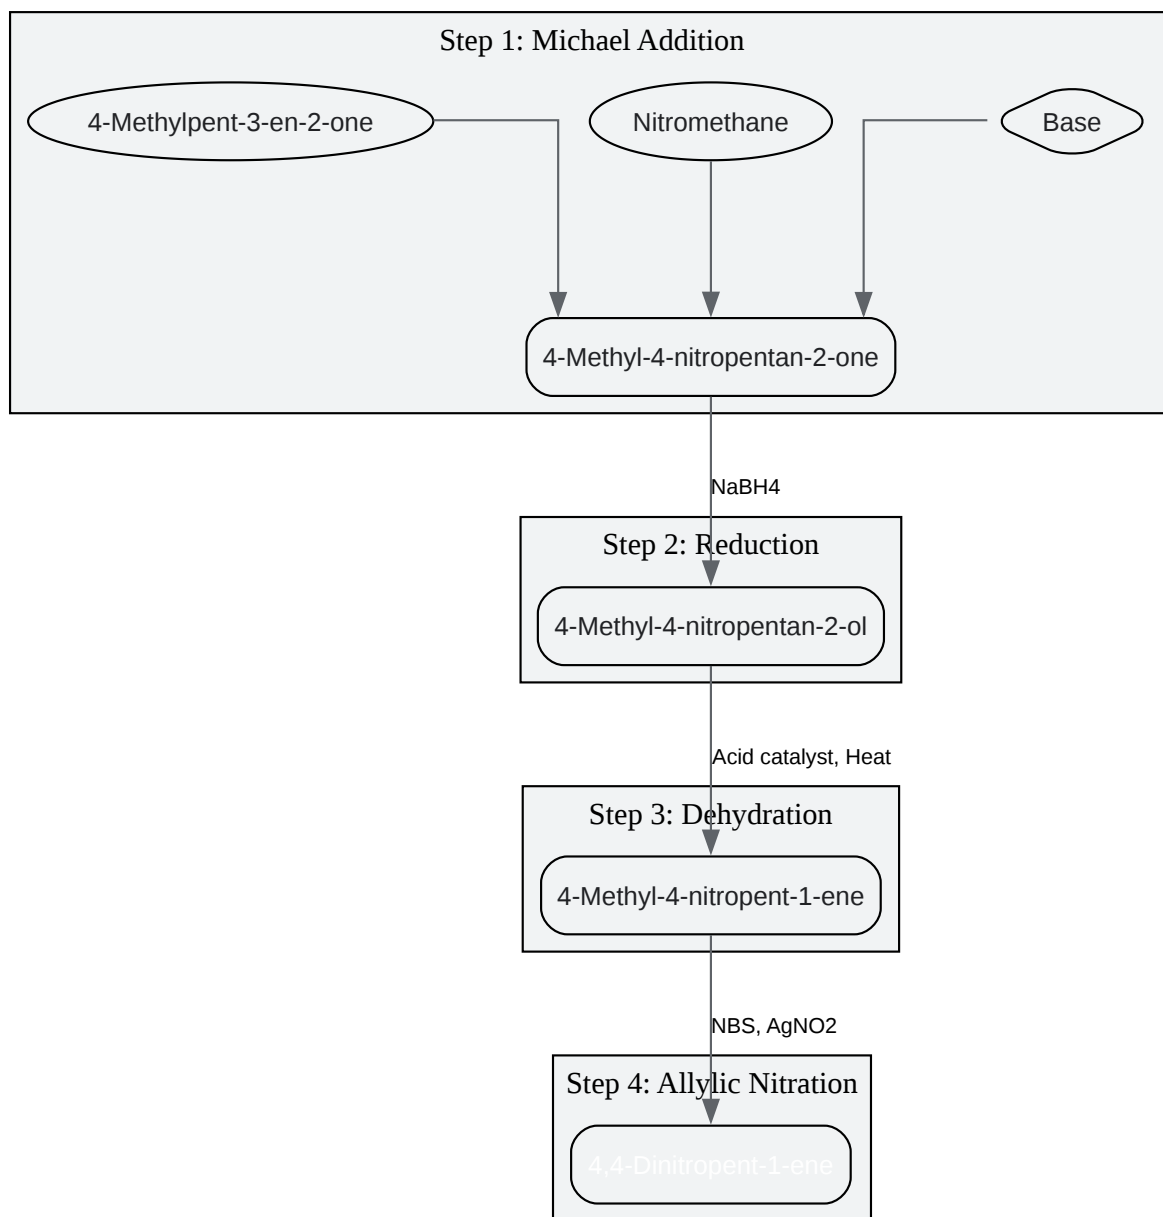 Step 1: Michael Addition
4-Methylpent-3-en-2-one
Nitromethane
Base
4-Methyl-4-nitropentan-2-one
NaBH4
Step 2: Reduction
4-Methyl-4-nitropentan-2-ol
Acid catalyst, Heat
Step 3: Dehydration
4-Methyl-4-nitropent-1-ene
NBS, AgNO2
Step 4: Allylic Nitration
4,4-Dinitropent-1-ene